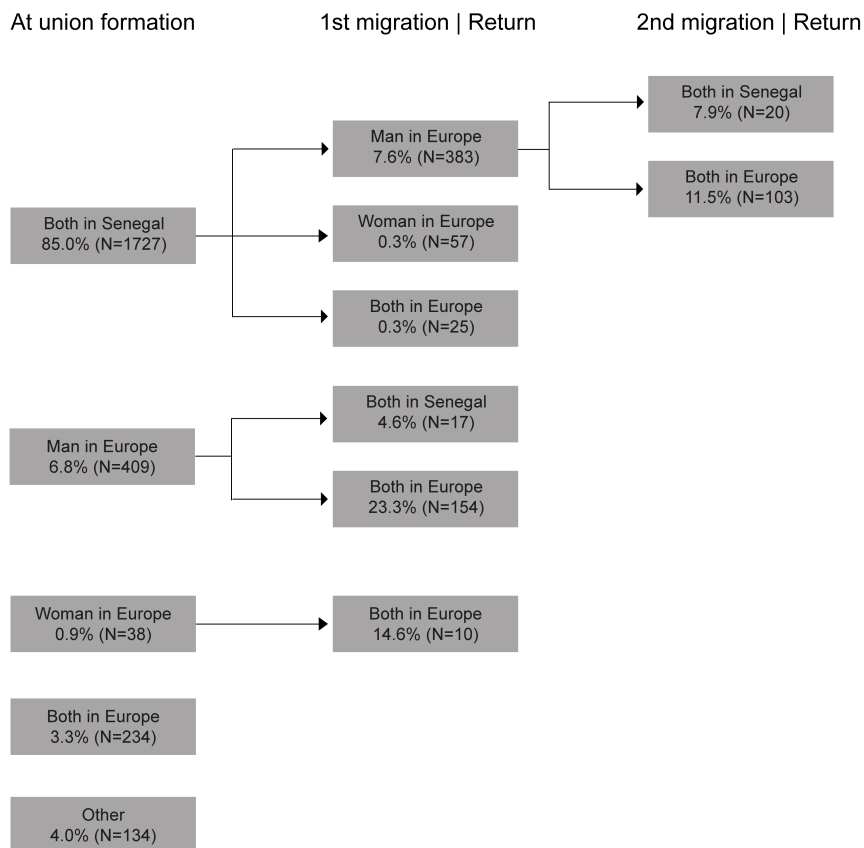 At union formation
1st migration | Return
2nd migration | Return
Both in Senegal
85.0% (N=1727)
Man in Europe
7.6% (N=383)
Both in Senegal
7.9% (N=20)
Both in Europe
11.5% (N=103)
Woman in Europe
0.3% (N=57)
Both in Europe
0.3% (N=25)
Man in Europe
6.8% (N=409)
Both in Senegal
4.6% (N=17)
Both in Europe
23.3% (N=154)
Woman in Europe
0.9% (N=38)
Both in Europe
14.6% (N=10)
Both in Europe
3.3% (N=234)
Other
4.0% (N=134)